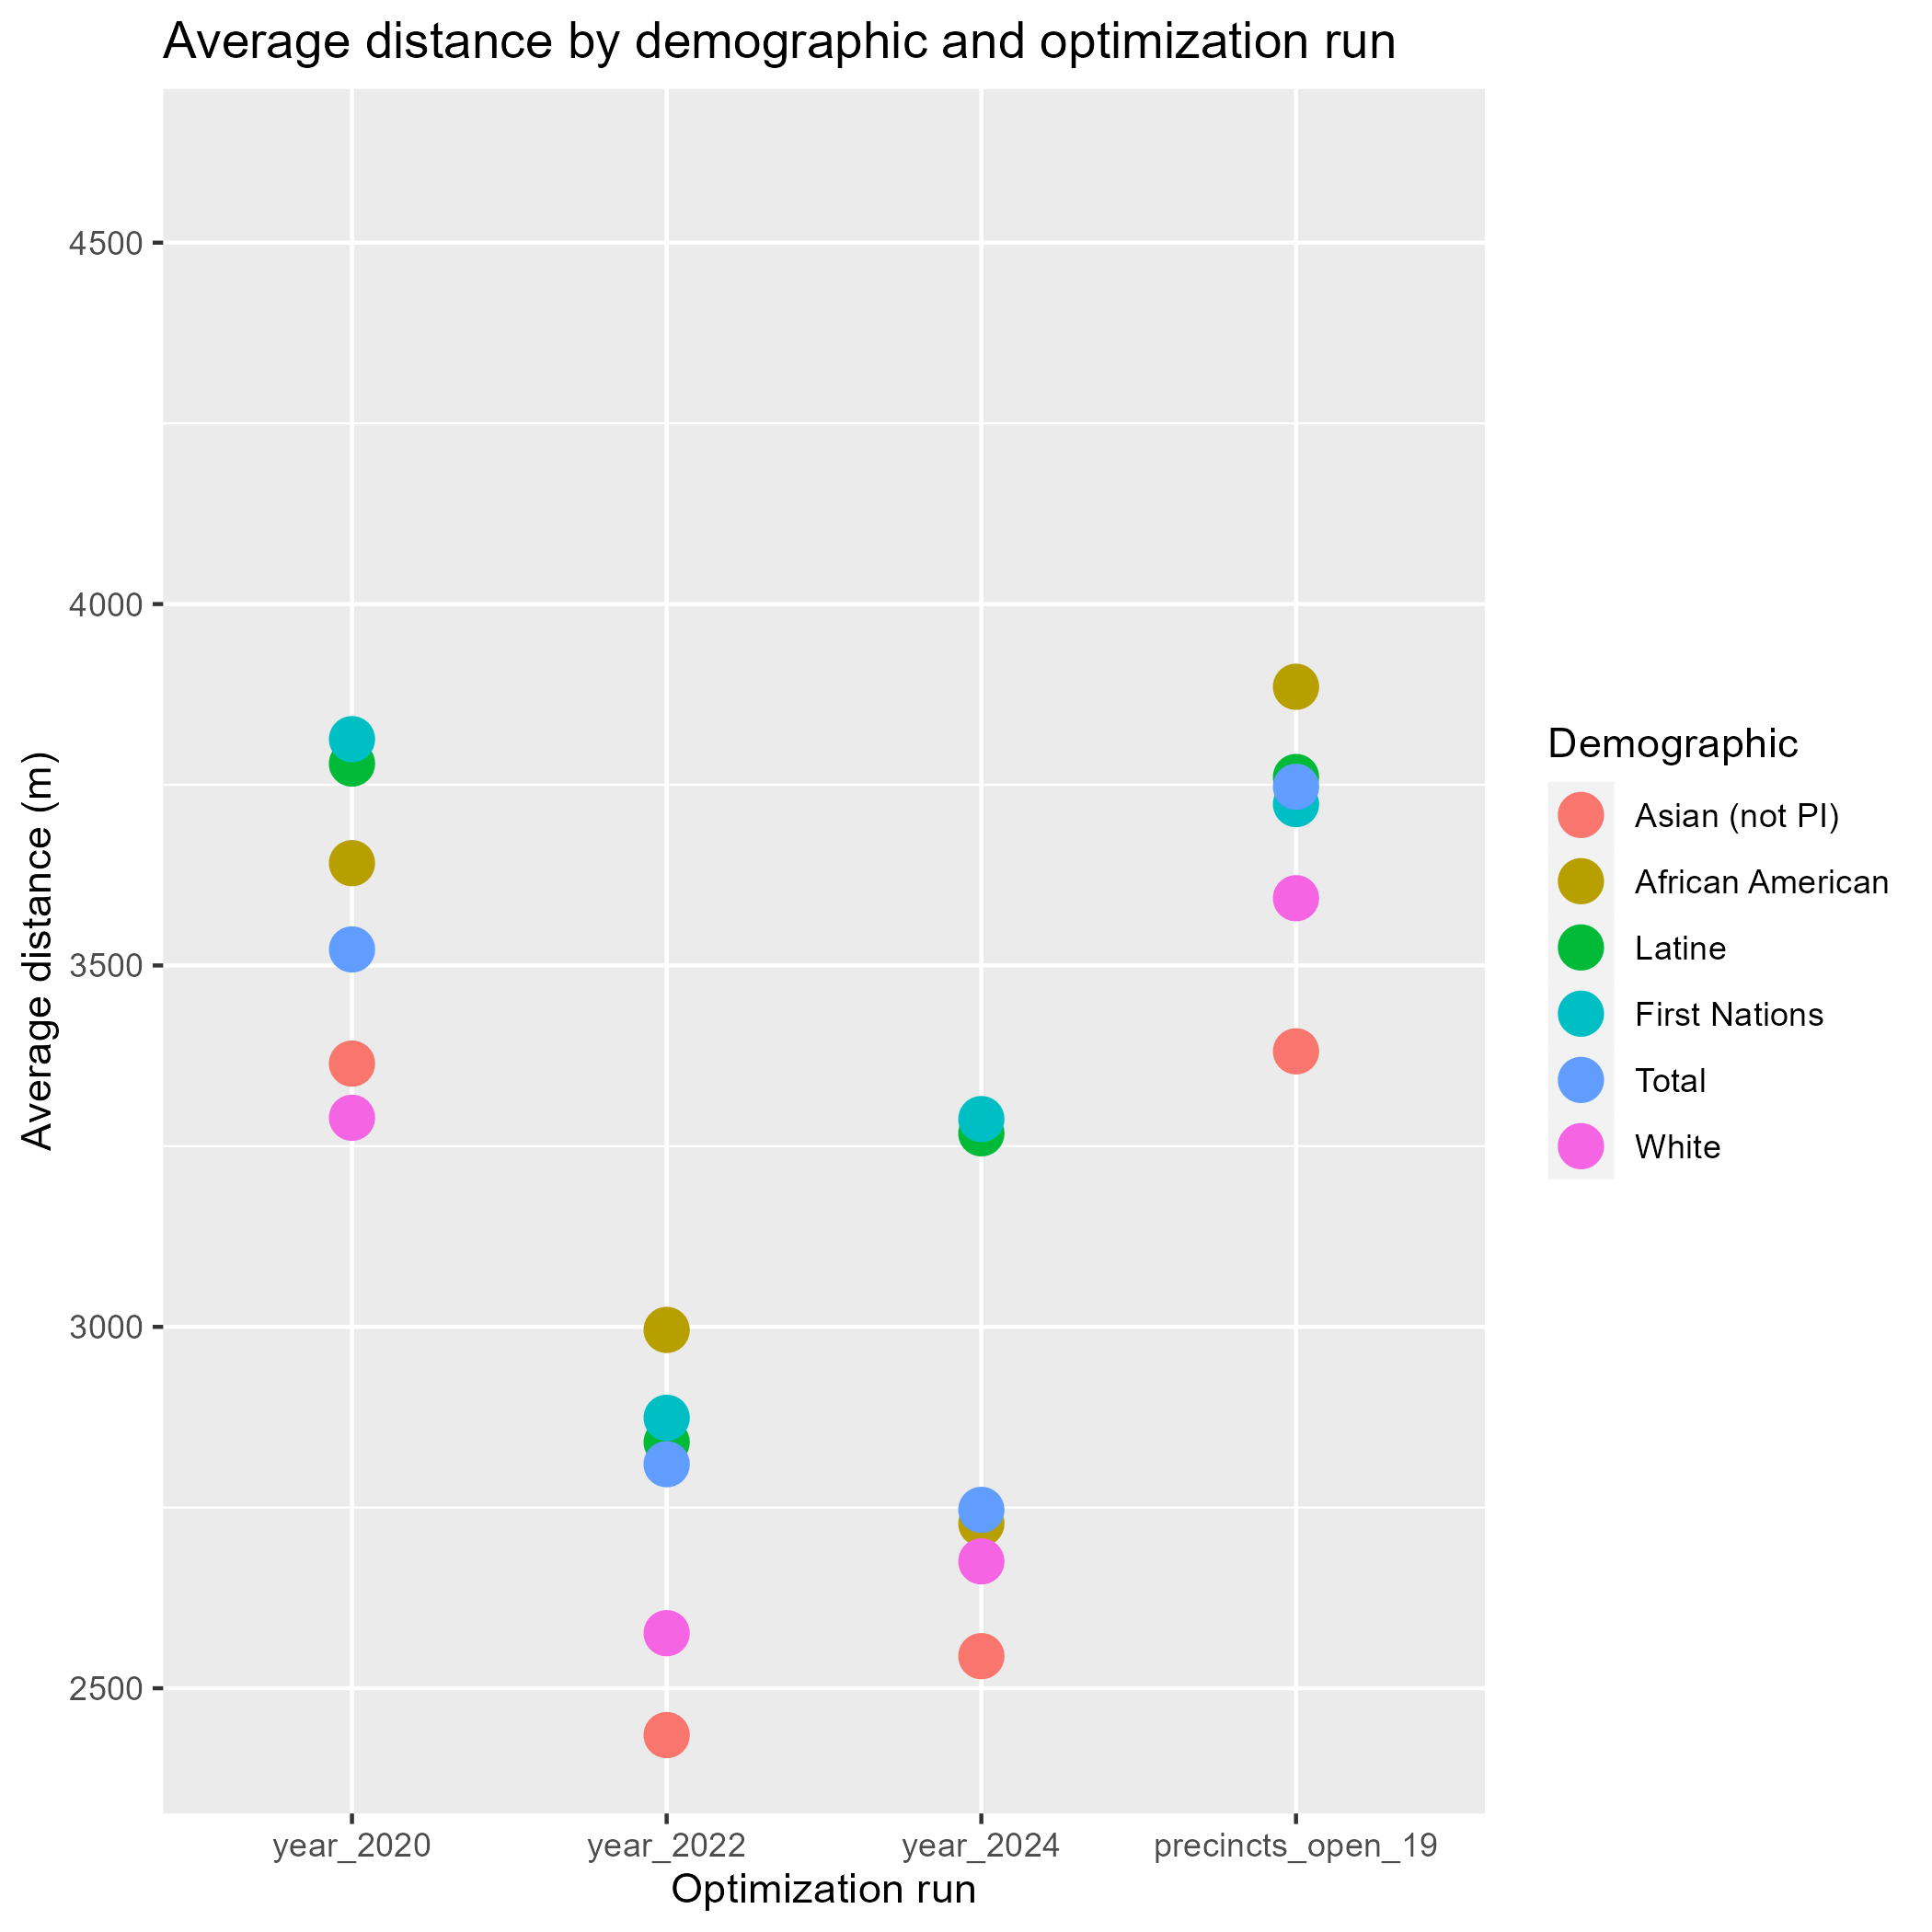 Average distance by demographic and optimization run
Average distance (m)
4500
4000
3500
3000
2500
year_2020
year_2022
year_2024
precincts_open_19
Optimization run
Demographic
Asian (not PI)
African American
Latine
First Nations
Total
White